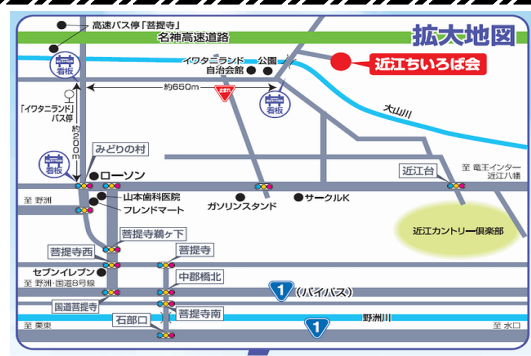 高速バス停「菩提寺」
名神高速道路
拡大地図
看板
イワタニランド
自治会館
公園
近江ちいろば会
約650m
止まれ
看板
「イワタニランド」
バス停
約200m
大山川
みどりの村
看板
ローソン
近江台
至 竜王インター
近江八幡
至 野洲
山本歯科医院
フレンドマート
ガソリンスタンド
サークルK
菩提寺鵜ヶ下
近江カントリー倶楽部
菩提寺西
菩提寺
セブンイレブン
至 野洲・国道8号線
中郡橋北
1
(バイパス)
国道菩提寺
菩提寺南
石部口
野洲川
至 栗東
1
至 水口